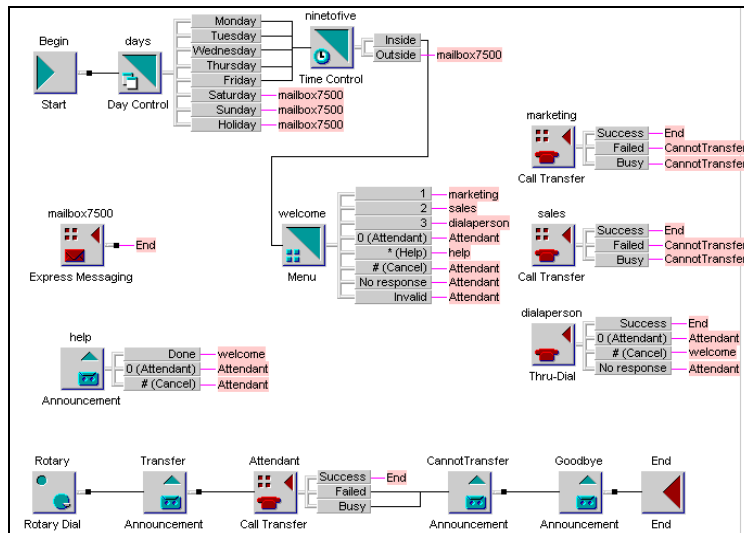 Begin
Start
days
Day Control
Monday
Tuesday
Wednesday
Thursday
Friday
Saturday mailbox7500
Sunday mailbox7500
Holiday mailbox7500
ninetofive
Time Control
Inside
Outside mailbox7500
marketing
Call Transfer
Success End
Failed CannotTransfer
Busy CannotTransfer
mailbox7500
Express Messaging
End
welcome
Menu
1 marketing
2 sales
3 dialaperson
0 (Attendant) Attendant
* (Help) help
# (Cancel) Attendant
No response Attendant
Invalid Attendant
sales
Call Transfer
Success End
Failed CannotTransfer
Busy CannotTransfer
help
Announcement
Done welcome
0 (Attendant) Attendant
# (Cancel) Attendant
dialaperson
Thru-Dial
Success End
0 (Attendant) Attendant
# (Cancel) welcome
No response Attendant
Rotary
Rotary Dial
Transfer
Announcement
Attendant
Call Transfer
Success End
Failed
Busy
CannotTransfer
Announcement
Goodbye
Announcement
End
End